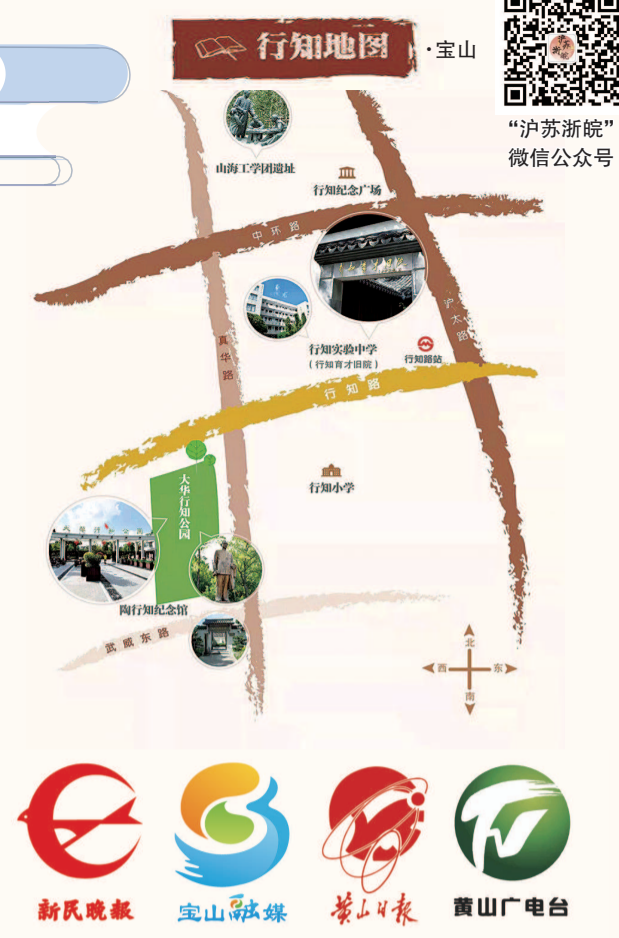 行知地图
·宝山
“沪苏浙皖”
微信公众号
山海工学团遗址
行知纪念广场
中环路
沪太路
真华路
行知实验中学
(行知育才旧院)
行知路站
行知路
大华行知公园
行知小学
陶行知纪念馆
武威东路
北
西
东
南
新民晚报
宝山融媒
黄山日报
黄山广电台